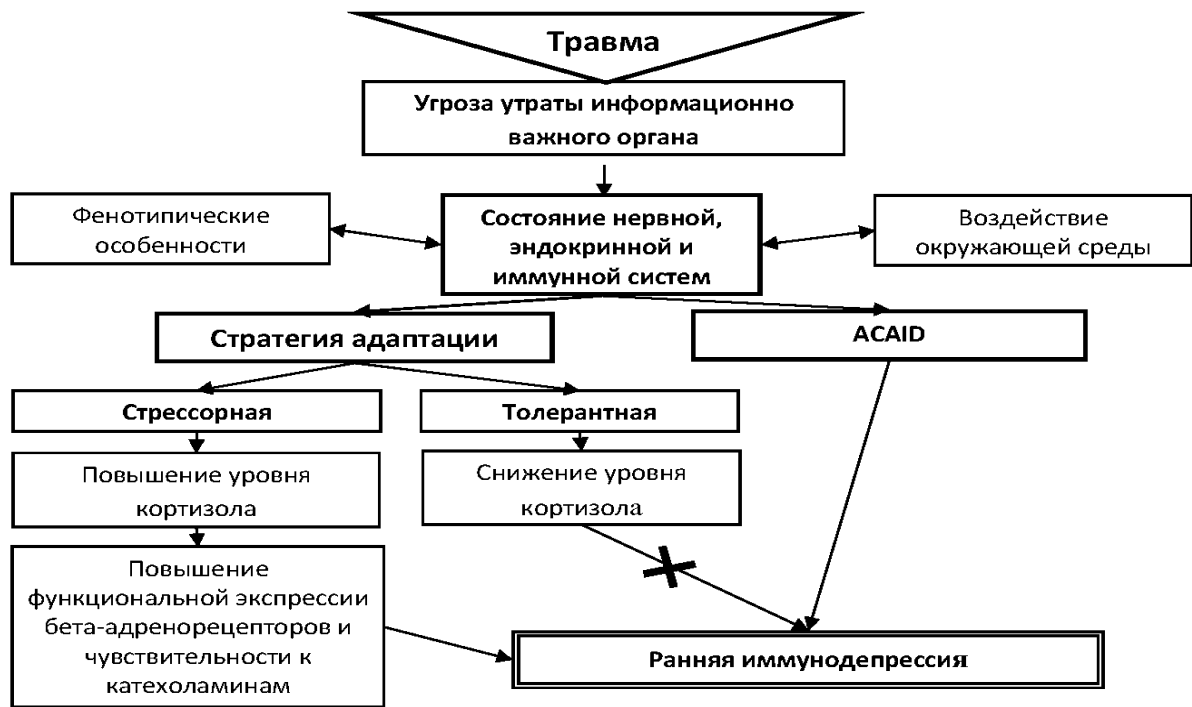 Травма
Угроза утраты информационно
важного органа
Фенотипические
особенности
Состояние нервной,
эндокринной и
иммунной систем
Воздействие
окружающей среды
Стратегия адаптации
ACAID
Стрессорная
Толерантная
Повышение уровня
кортизола
Снижение уровня
кортизола
Повышение
функциональной экспрессии
бета-адренорецепторов и
чувствительности к
катехоламинам
Ранняя иммунодепрессия